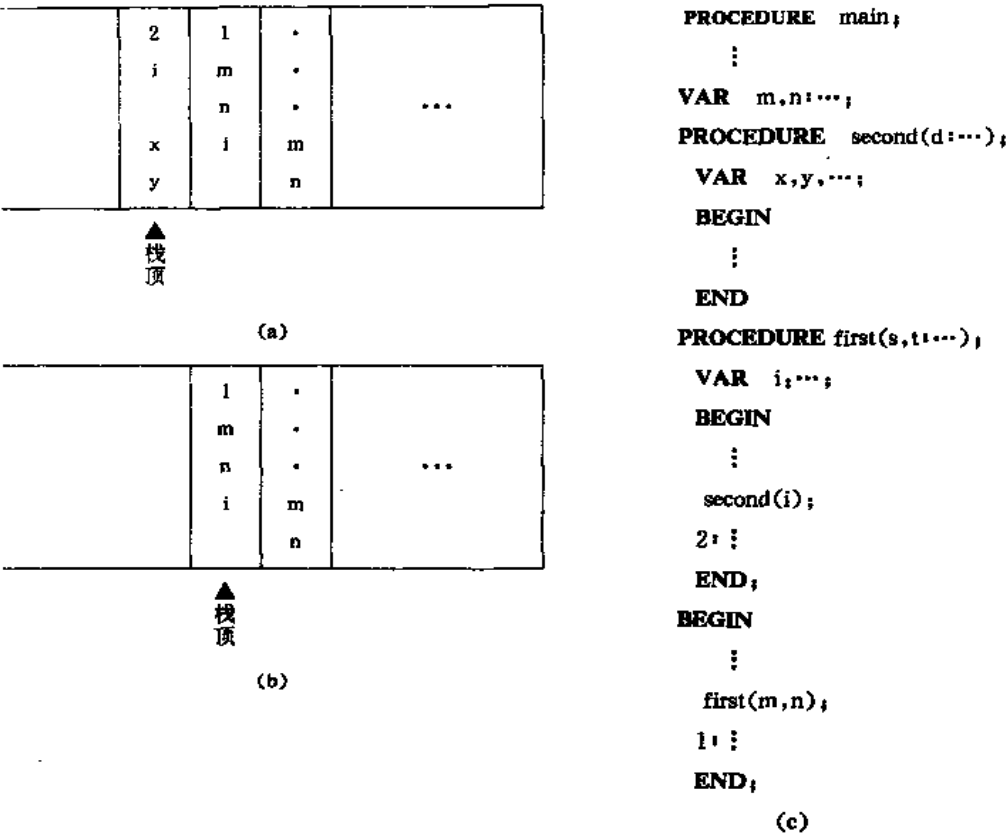 2 1 ·
i m ·
n · ···
x i m
y n
▲
栈
顶
(a)
1 ·
m ·
n · ···
i m
n
▲
栈
顶
(b)
PROCEDURE main;
⋮
VAR m,n:···;
PROCEDURE second(d:···);
VAR x,y,···;
BEGIN
⋮
END
PROCEDURE first(s,t:···);
VAR i:···;
BEGIN
⋮
second(i);
2: ⋮
END;
BEGIN
⋮
first(m,n);
1: ⋮
END;
(c)